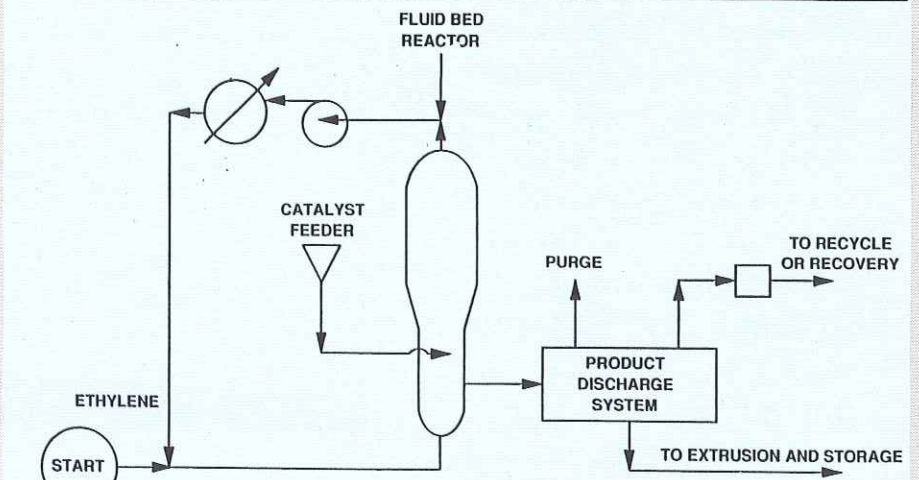 FLUID BED
REACTOR
CATALYST
FEEDER
PURGE
TO RECYCLE
OR RECOVERY
PRODUCT
DISCHARGE
SYSTEM
ETHYLENE
START
TO EXTRUSION AND STORAGE